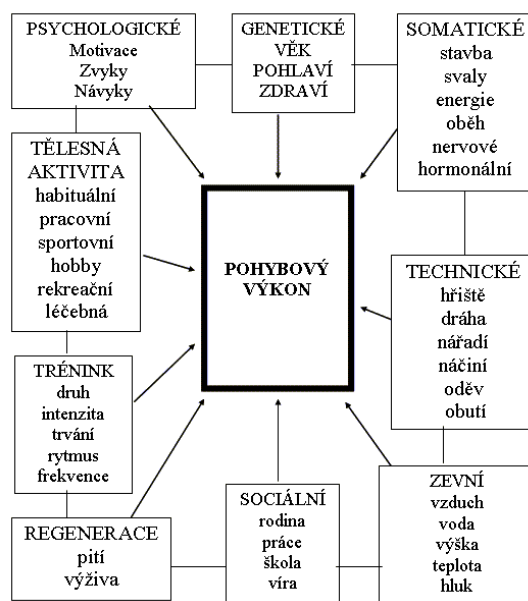 PSYCHOLOGICKÉ
Motivace
Zvyky
Návyky
GENETICKÉ
VĚK
POHLAVÍ
ZDRAVÍ
SOMATICKÉ
stavba
svaly
energie
oběh
nervové
hormonální
TĚLESNÁ
AKTIVITA
habituální
pracovní
sportovní
hobby
rekreační
léčebná
POHYBOVÝ
VÝKON
TECHNICKÉ
hřiště
dráha
nářadí
náčiní
oděv
obutí
TRÉNINK
druh
intenzita
trvání
rytmus
frekvence
REGENERACE
pití
výživa
SOCIÁLNÍ
rodina
práce
škola
víra
ZEVNÍ
vzduch
voda
výška
teplota
hluk